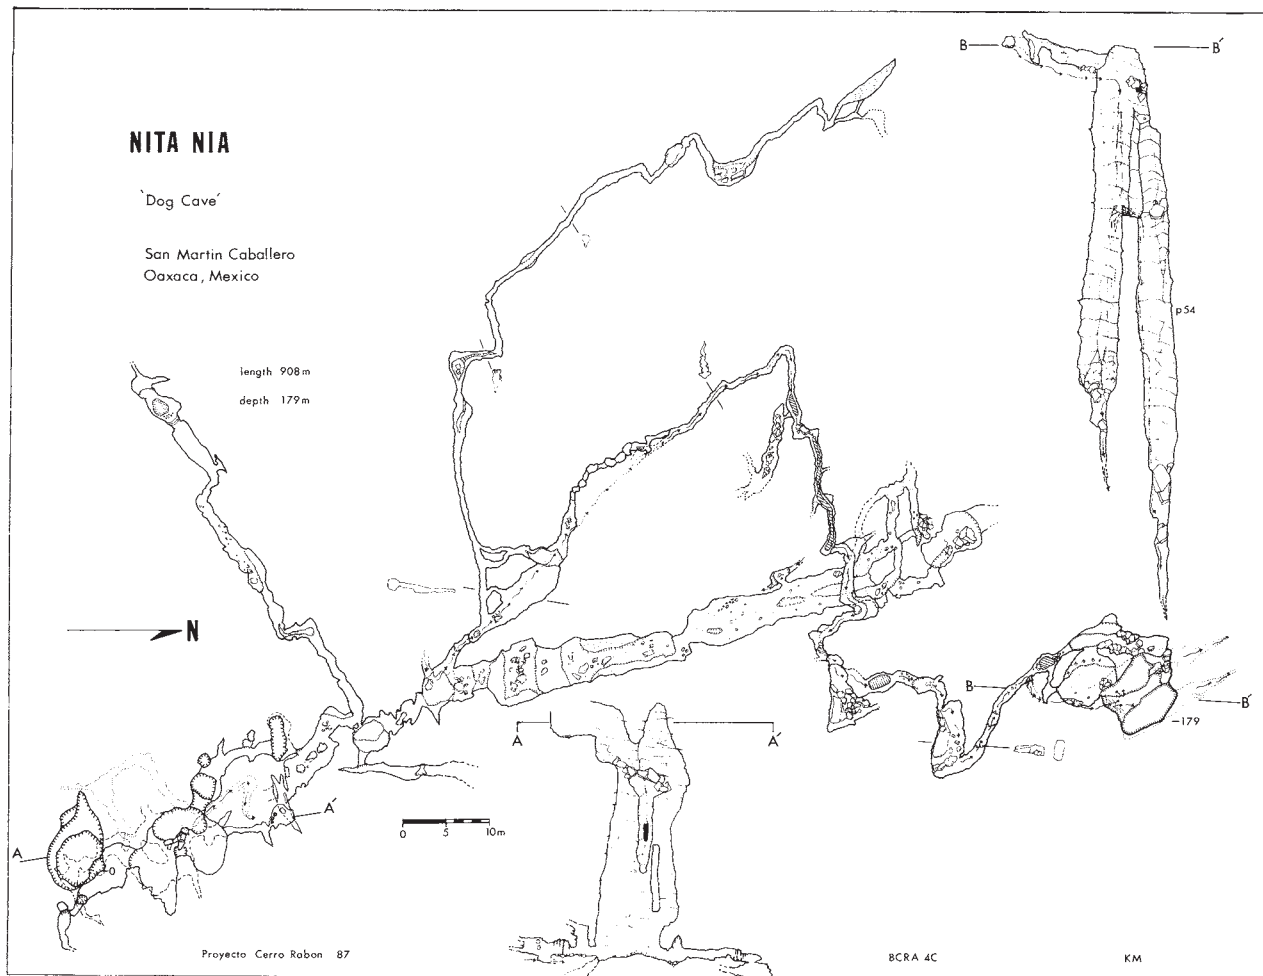 NITA NIA
'Dog Cave'
San Martin Caballero
Oaxaca, Mexico
length 908m
depth 179m
N
B
B'
p54
B
B'
-179
A
A'
A
A'
0
0 5 10m
Proyecto Cerro Rabon 87
BCRA 4C
KM